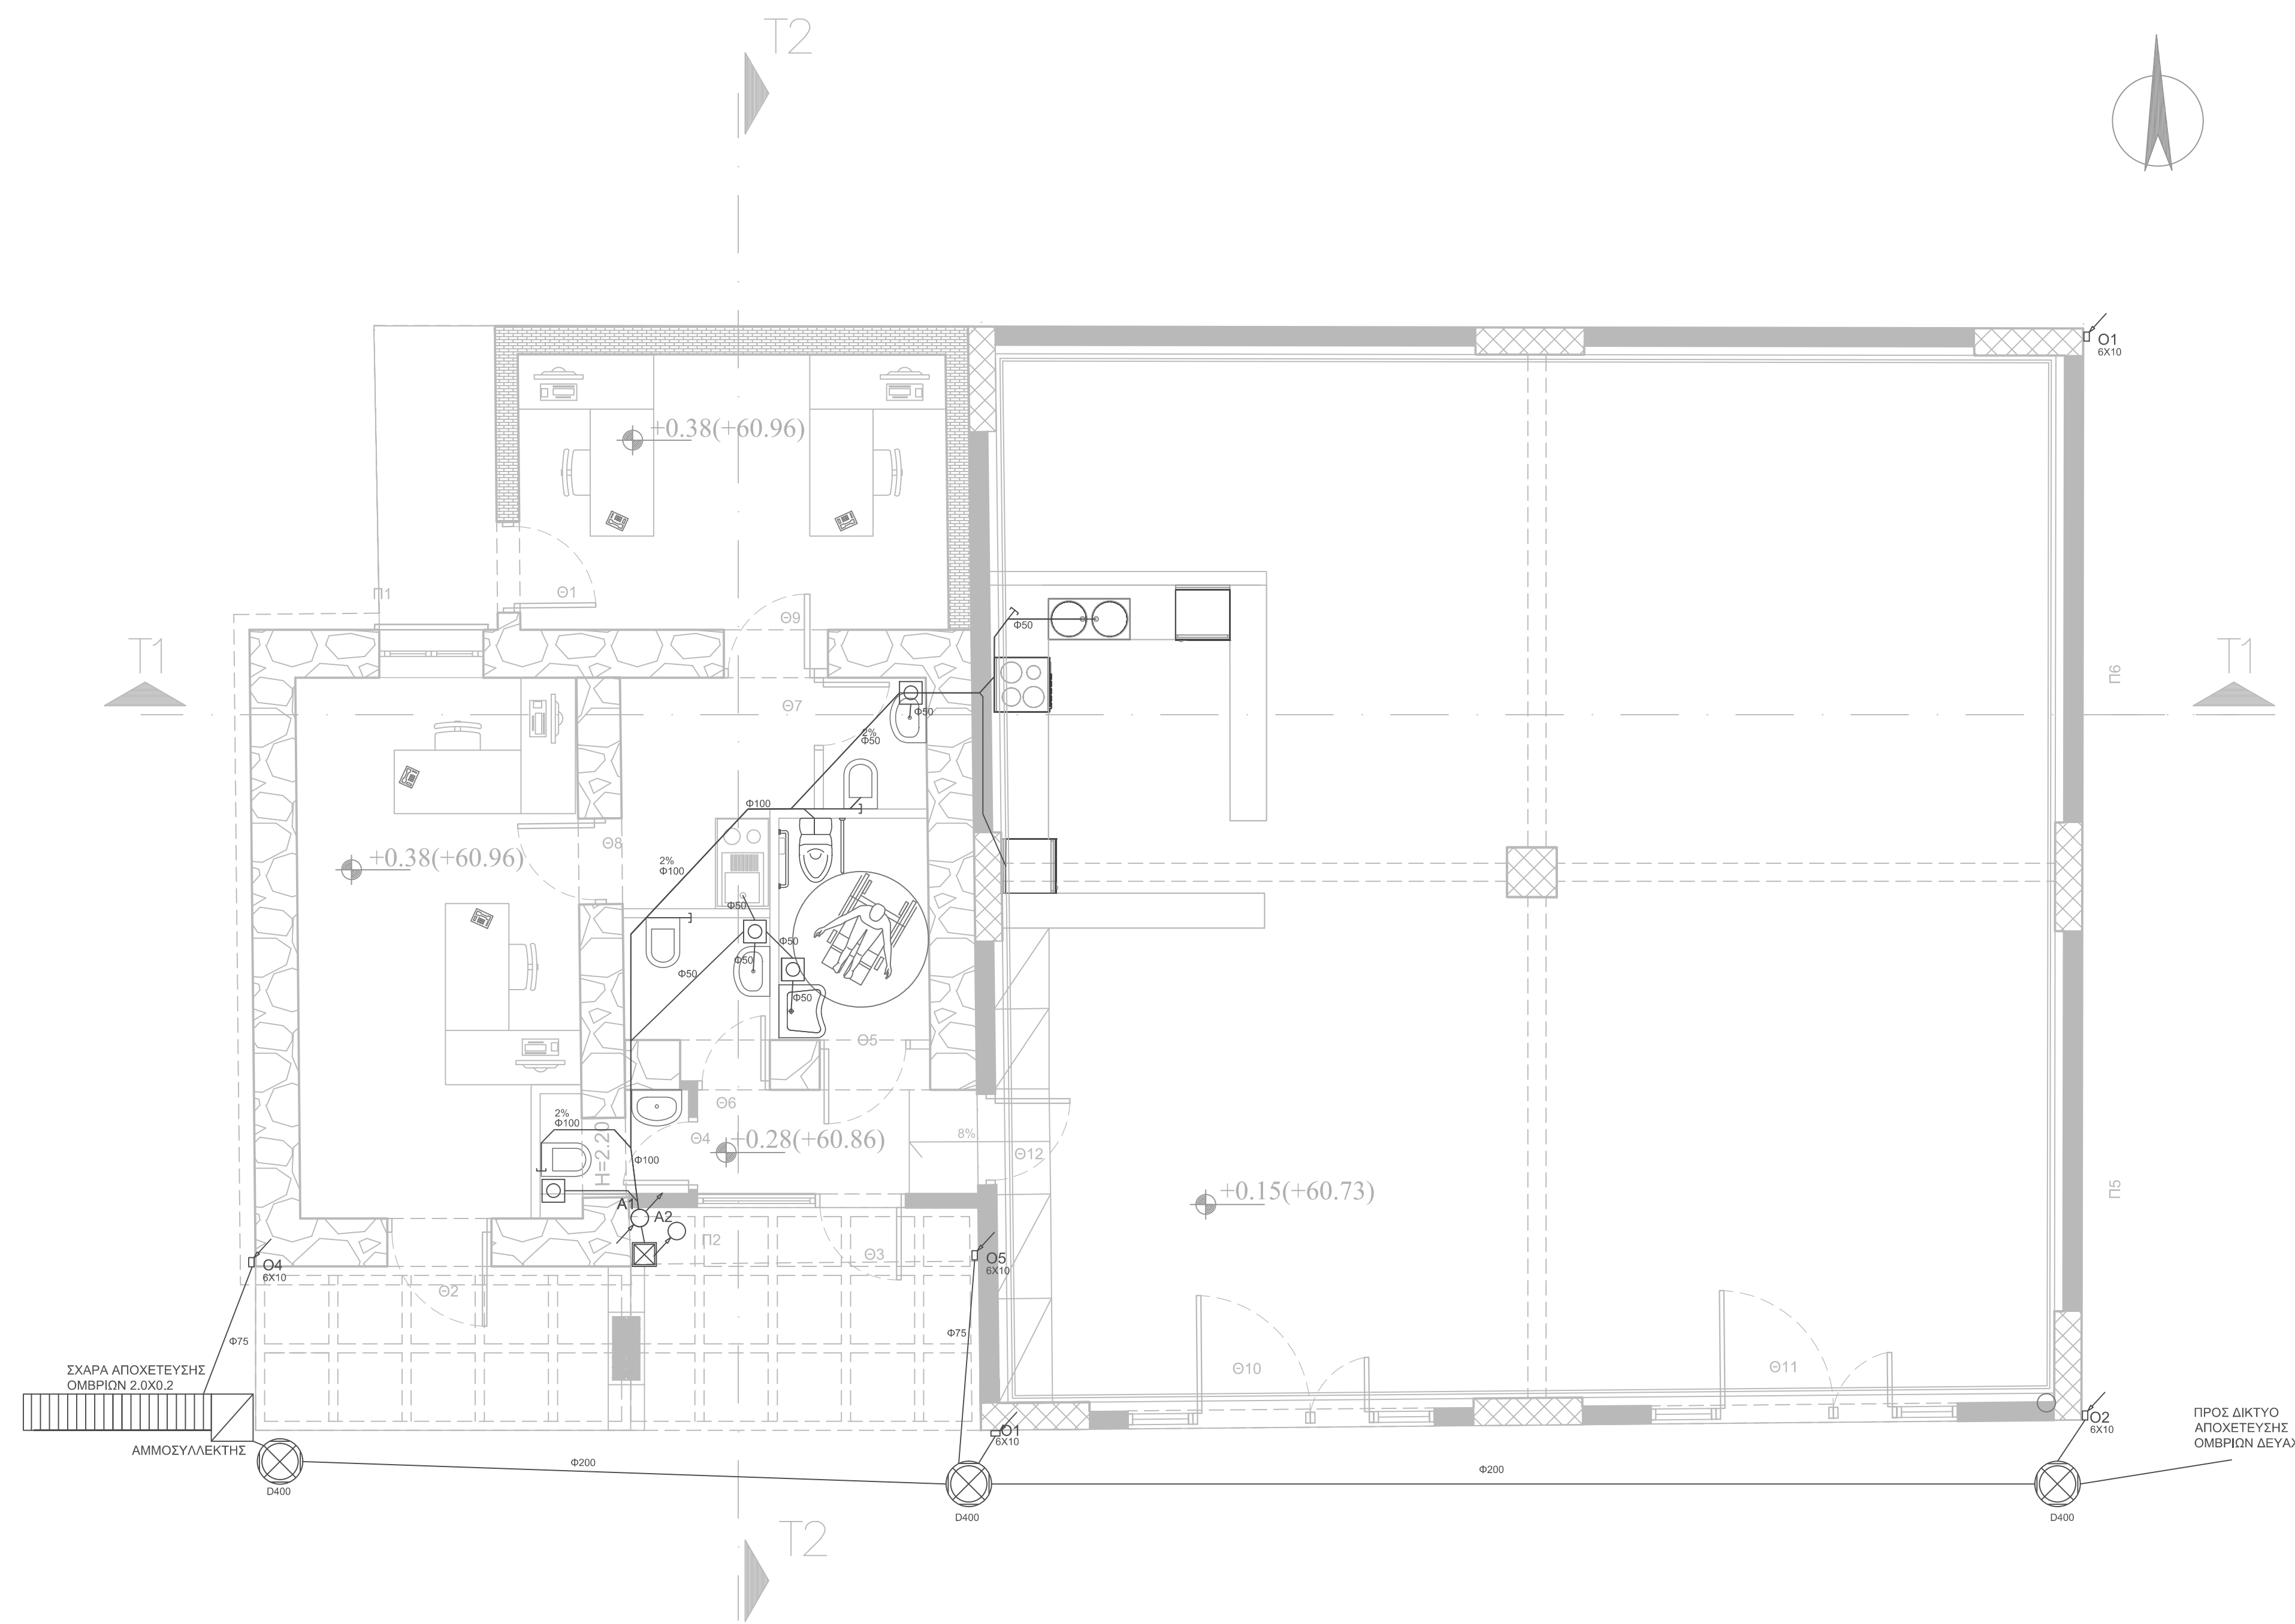 T2
O1
6X10
+0.38(+60.96)
Θ1
Π1
Θ9
Φ50
T1
T1
Π6
Θ7
Φ50
2%
Φ50
Φ100
Θ8
+0.38(+60.96)
2%
Φ100
Φ50
Φ50
Φ50
Φ50
Φ50
Θ5
Θ6
2%
Φ100
H=2.20
Θ4
+0.28(+60.86)
8%
Θ12
Φ100
+0.15(+60.73)
Π5
A1
A2
Π2
Θ3
O4
6X10
O5
6X10
Θ2
Φ75
Φ75
Θ10
Θ11
ΣΧΑΡΑ ΑΠΟΧΕΤΕΥΣΗΣ
ΟΜΒΡΙΩΝ 2.0X0.2
ΑΜΜΟΣΥΛΛΕΚΤΗΣ
O1
6X10
O2
6X10
ΠΡΟΣ ΔΙΚΤΥΟ
ΑΠΟΧΕΤΕΥΣΗΣ
ΟΜΒΡΙΩΝ
Φ200
Φ200
D400
D400
D400
T2